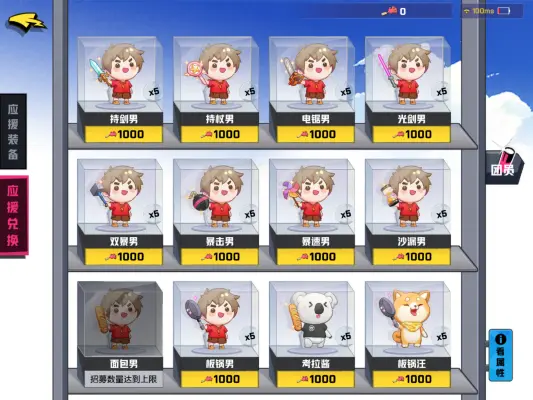 0
100ms
应援装备
应援兑换
x5
x5
x5
x5
持剑男
持杖男
电锯男
光剑男
1000
1000
1000
1000
团员
x5
x5
x5
双暴男
暴击男
暴速男
沙漏男
1000
1000
1000
1000
x5
x5
x5
面包男
板锅男
考拉酱
板锅汪
招募数量达到上限
1000
1000
1000
看属性